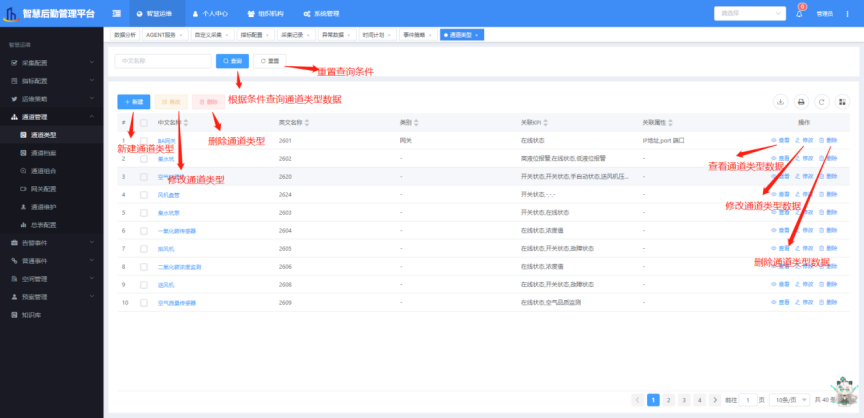 智慧后勤管理平台
智慧运维
个人中心
组织机构
系统管理
请选择
8
管理员
智慧运维
采集配置
指标配置
运维策略
通道管理
通道类型
通道档案
通道组合
网关配置
通道维护
总表配置
告警事件
普通事件
空间管理
预案管理
知识库
数据分析
AGENT服务 ×
自定义采集 ×
指标配置 ×
采集记录 ×
异常数据 ×
时间计划 ×
事件策略 ×
通道类型 ×
中文名称
查询
重置
重置查询条件
根据条件查询通道类型数据
+ 新建
修改
删除
新建通道类型
修改通道类型
删除通道类型
# 中文名称 英文名称 类别 关联KPI 关联属性 操作
1 BA网关 2601 网关 在线状态 IP地址,port 端口 查看 修改 删除
2 集水坑 2602 - 高液位报警,在线状态,低液位报警 - 查看 修改 删除
3 2620 - 开关状态,开关状态,手自动状态,送风机压... - 查看 修改 删除
4 风机盘管 2624 - 开关状态,-,-,- - 查看 修改 删除
5 集水坑泵 2603 - 开关状态,在线状态 - 查看 修改 删除
6 一氧化碳传感器 2604 - 在线状态,浓度值 - 查看 修改 删除
7 排风机 2605 - 在线状态,开关状态,故障状态 - 查看 修改 删除
8 二氧化碳浓度监测 2606 - 在线状态,浓度值 - 查看 修改 删除
9 送风机 2608 - 在线状态,开关状态,故障状态 - 查看 修改 删除
10 空气质量传感器 2609 - 在线状态,空气品质监测 - 查看 修改 删除
查看通道类型数据
修改通道类型数据
删除通道类型数据
< 1 2 3 4 > 前往 1 页 10条/页 共 40 条